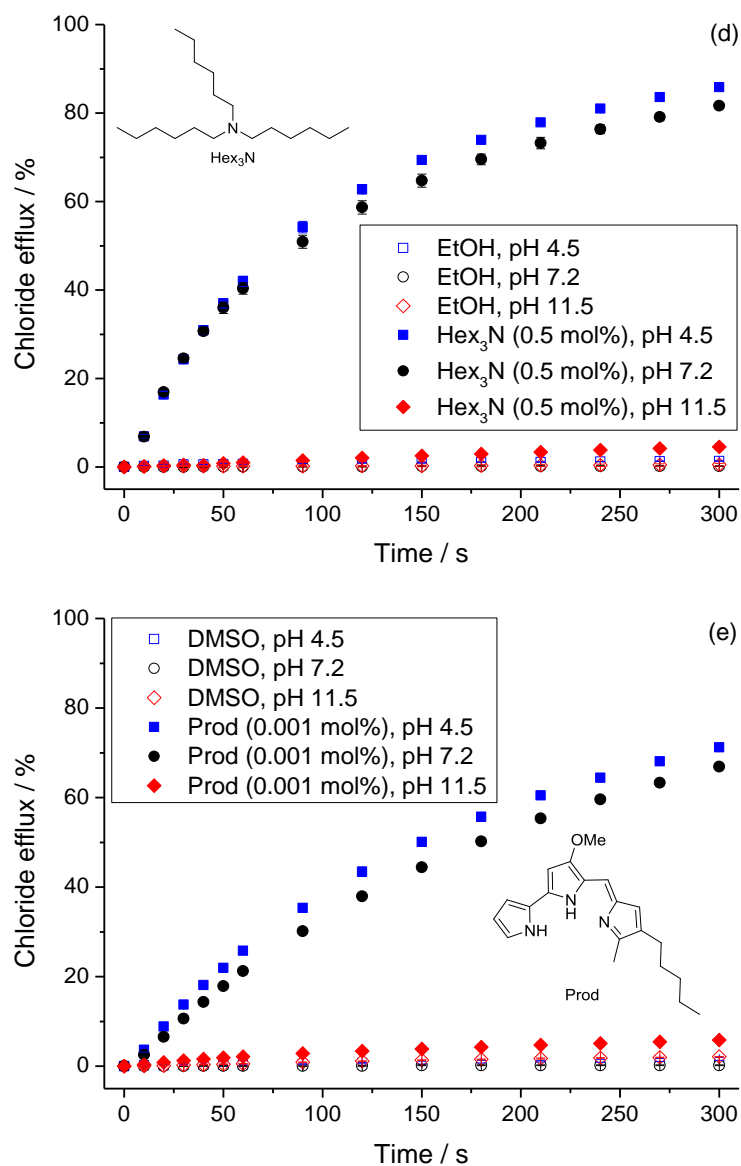 (d)
100
80
60
40
20
0
Chloride efflux / %
N
Hex₃N
EtOH, pH 4.5
EtOH, pH 7.2
EtOH, pH 11.5
Hex₃N (0.5 mol%), pH 4.5
Hex₃N (0.5 mol%), pH 7.2
Hex₃N (0.5 mol%), pH 11.5
0 50 100 150 200 250 300
Time / s
(e)
100
80
60
40
20
0
Chloride efflux / %
DMSO, pH 4.5
DMSO, pH 7.2
DMSO, pH 11.5
Prod (0.001 mol%), pH 4.5
Prod (0.001 mol%), pH 7.2
Prod (0.001 mol%), pH 11.5
OMe
N
H
N
NH
Prod
0 50 100 150 200 250 300
Time / s